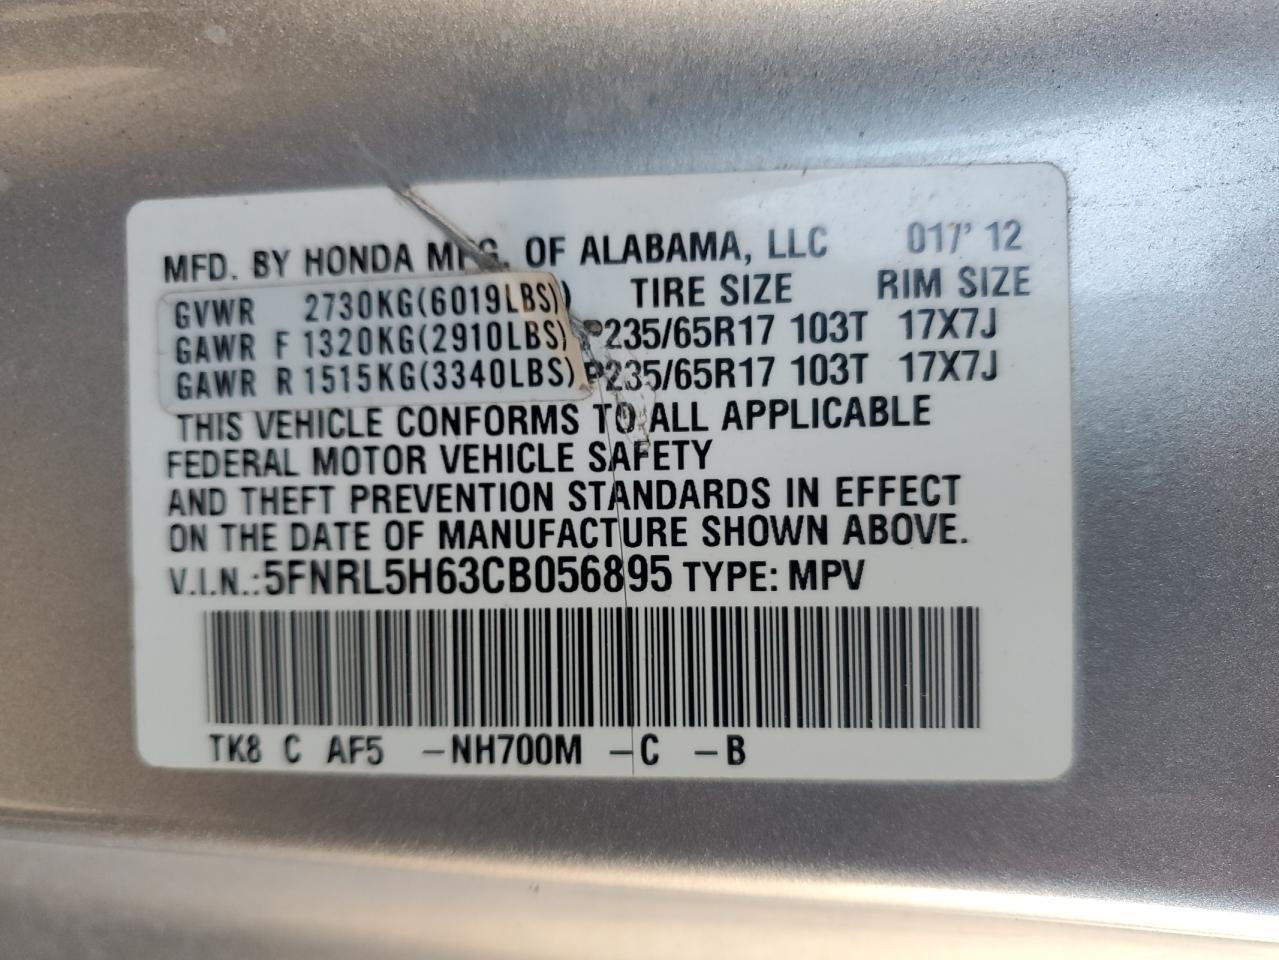 MFD. BY HONDA MFG. OF ALABAMA, LLC 017' 12
GVWR 2730KG(6019LBS) TIRE SIZE RIM SIZE
GAWR F 1320KG(2910LBS) P235/65R17 103T 17X7J
GAWR R 1515KG(3340LBS) P235/65R17 103T 17X7J
THIS VEHICLE CONFORMS TO ALL APPLICABLE
FEDERAL MOTOR VEHICLE SAFETY
AND THEFT PREVENTION STANDARDS IN EFFECT
ON THE DATE OF MANUFACTURE SHOWN ABOVE.
V.I.N.:5FNRL5H63CB056895 TYPE: MPV
TK8 C AF5 –NH700M –C –B